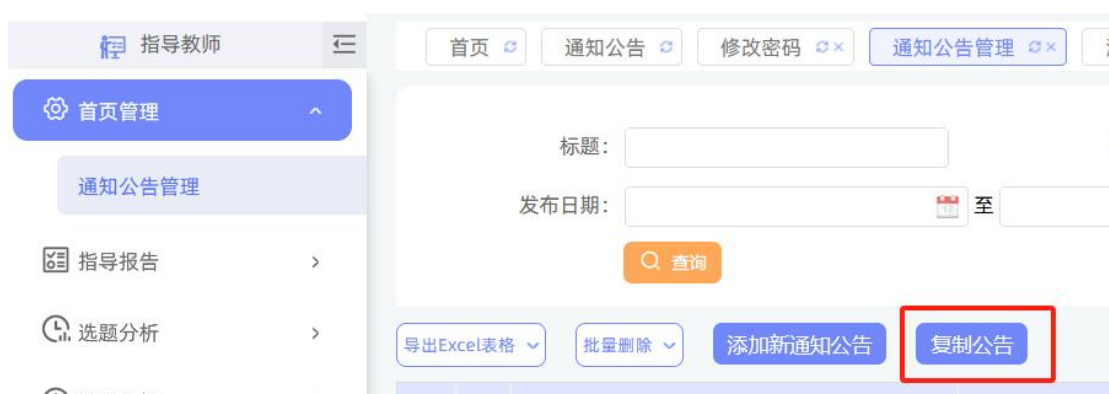 指导教师
首页
通知公告
修改密码
通知公告管理
首页管理
通知公告管理
指导报告
选题分析
标题：
发布日期：
至
查询
导出Excel表格
批量删除
添加新通知公告
复制公告